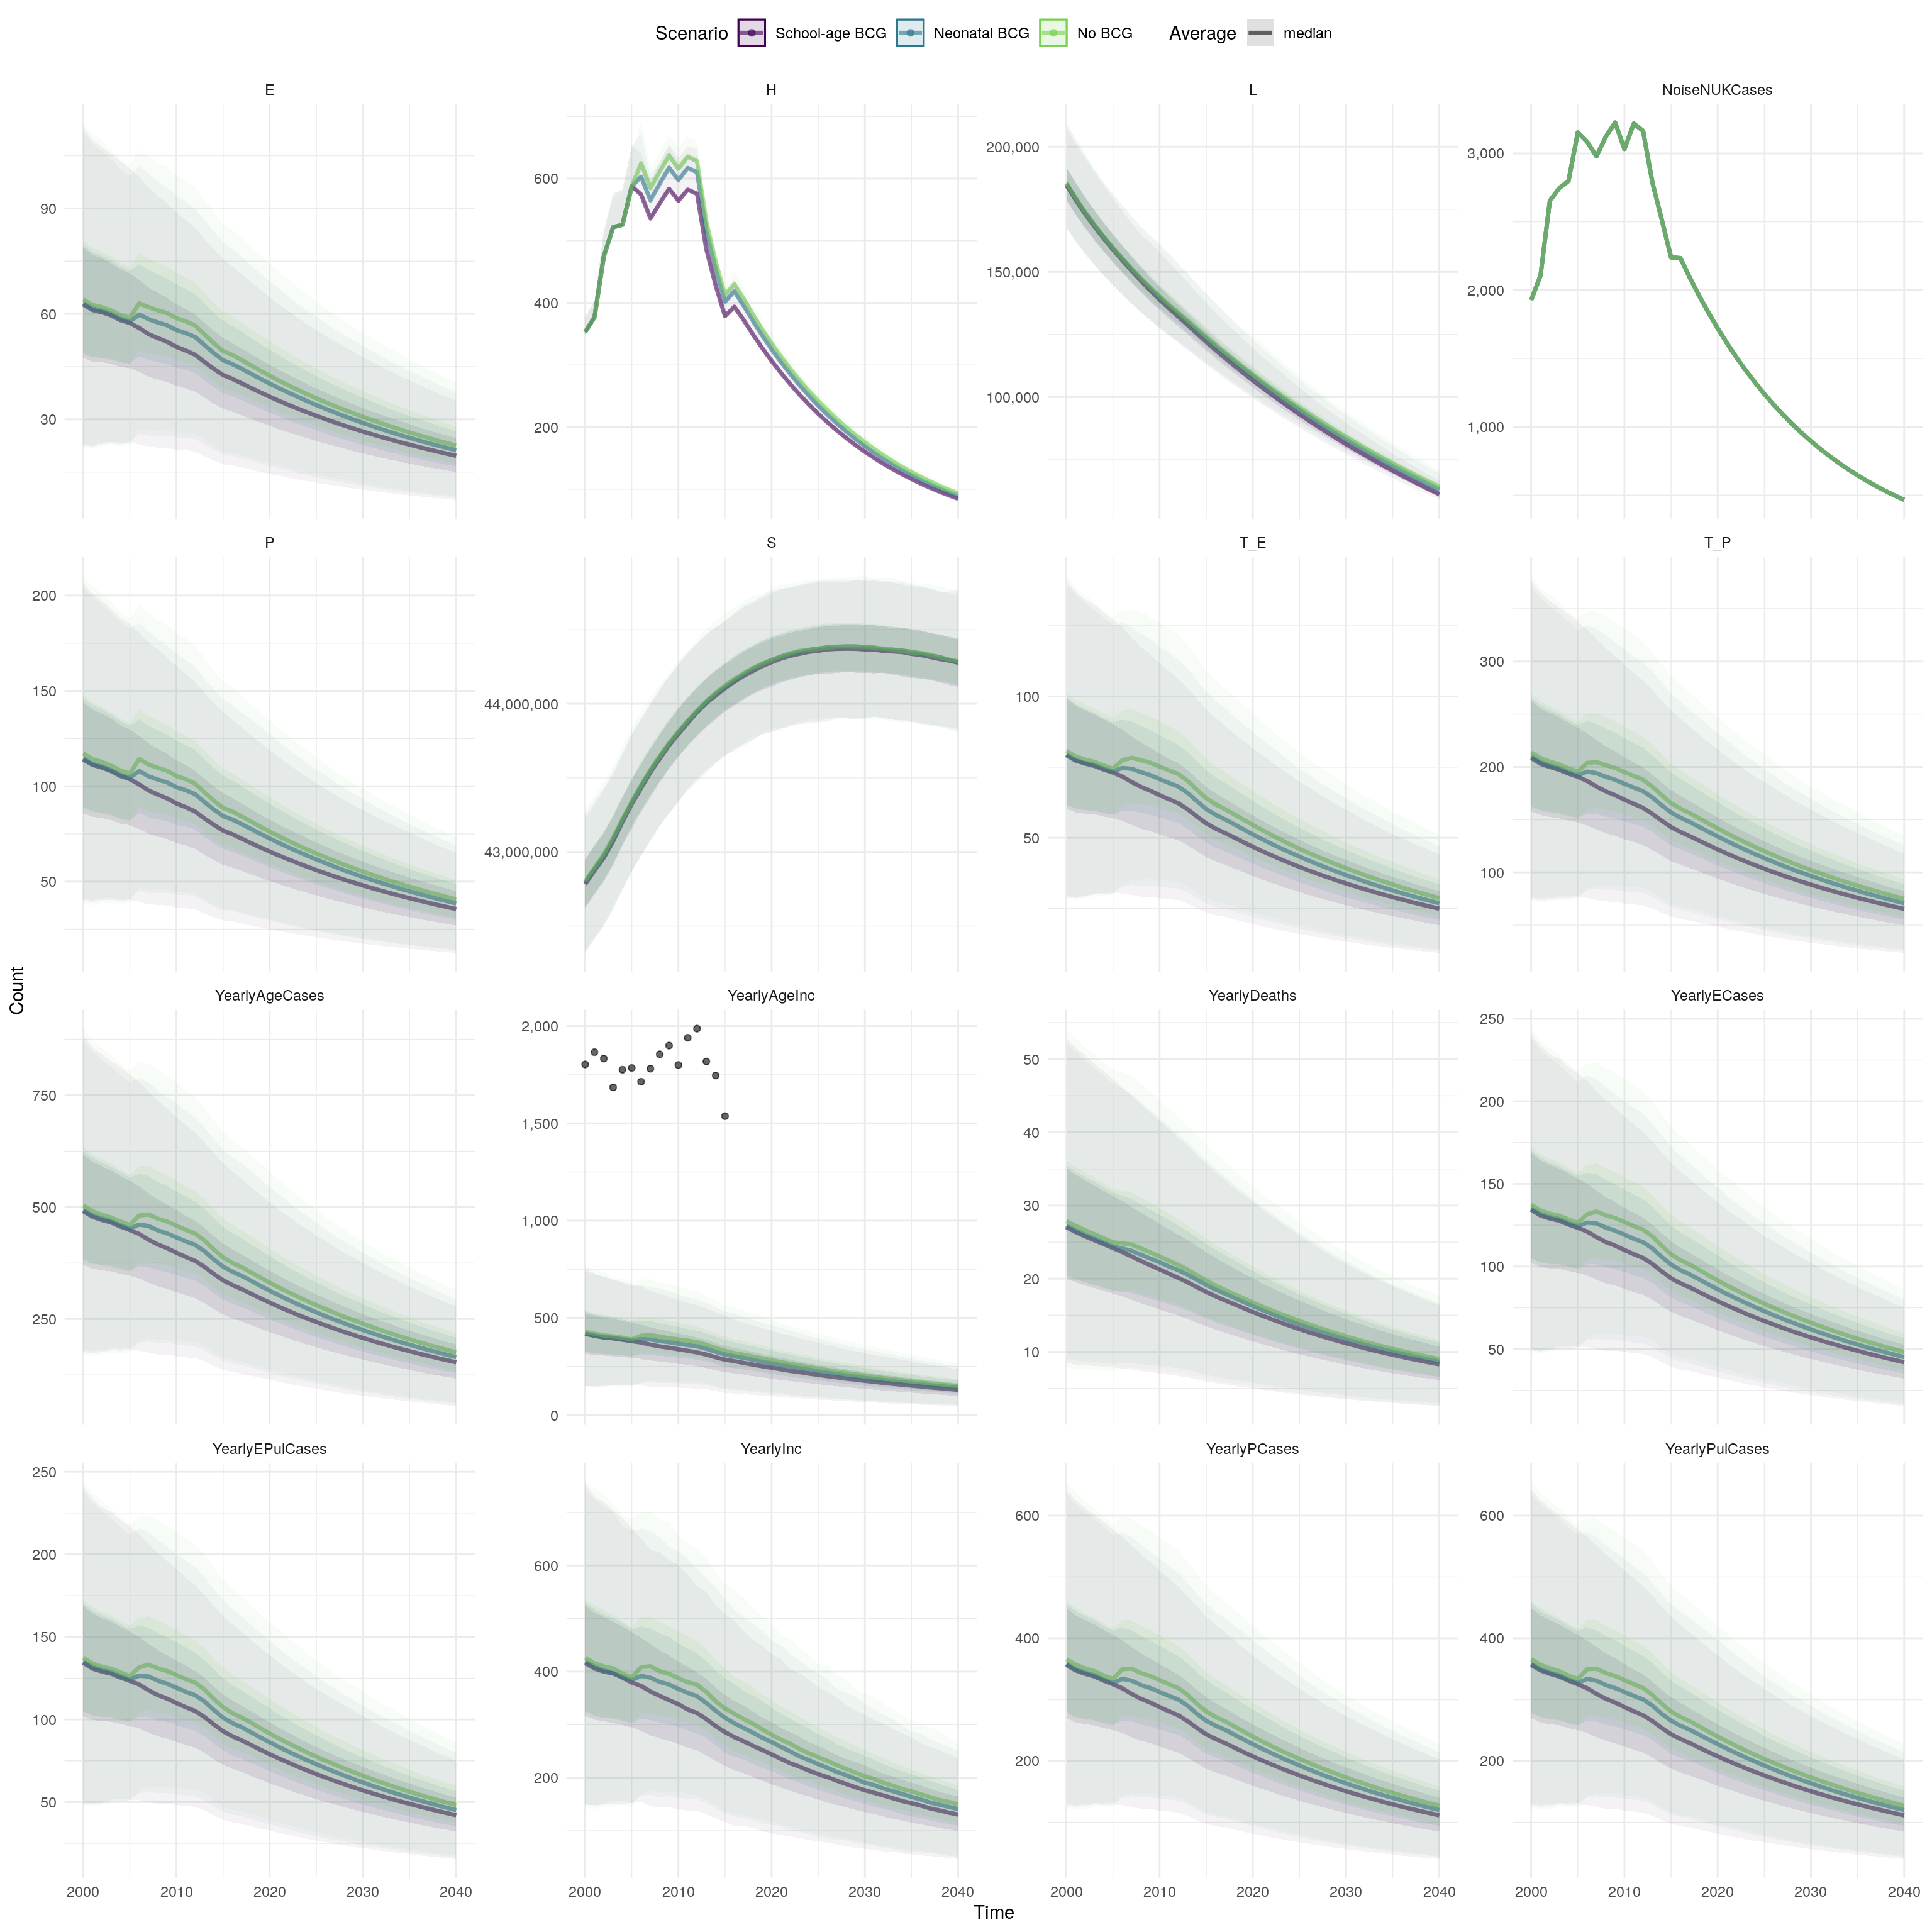 Scenario School-age BCG Neonatal BCG No BCG Average median
E H L NoiseNUKCases
90 60 30
600 400 200
200,000 150,000 100,000
3,000 2,000 1,000
P S T_E T_P
200 150 100 50
44,000,000 43,000,000
100 50
300 200 100
Count
YearlyAgeCases YearlyAgeInc YearlyDeaths YearlyECases
750 500 250
2,000 1,500 1,000 500 0
50 40 30 20 10
250 200 150 100 50
YearlyEPulCases YearlyInc YearlyPCases YearlyPulCases
250 200 150 100 50
600 400 200
600 400 200
600 400 200
2000 2010 2020 2030 2040 2000 2010 2020 2030 2040 2000 2010 2020 2030 2040 2000 2010 2020 2030 2040
Time